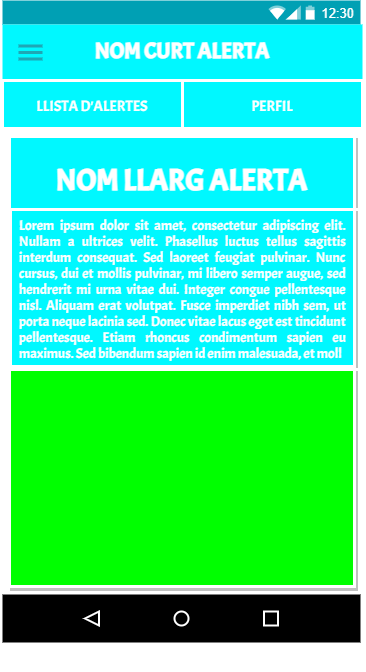 12:30
NOM CURT ALERTA
LLISTA D'ALERTES PERFIL
NOM LLARG ALERTA
Lorem ipsum dolor sit amet, consectetur adipiscing elit.
Nullam a ultrices velit. Phasellus luctus tellus sagittis
interdum consequat. Sed laoreet feugiat pulvinar. Nunc
cursus, dui et mollis pulvinar, mi libero semper augue, sed
hendrerit mi urna vitae dui. Integer congue pellentesque
nisl. Aliquam erat volutpat. Fusce imperdiet nibh sem, ut
porta neque lacinia sed. Donec vitae lacus eget est tincidunt
pellentesque. Etiam rhoncus condimentum sapien eu
maximus. Sed bibendum sapien id enim malesuada, et moll